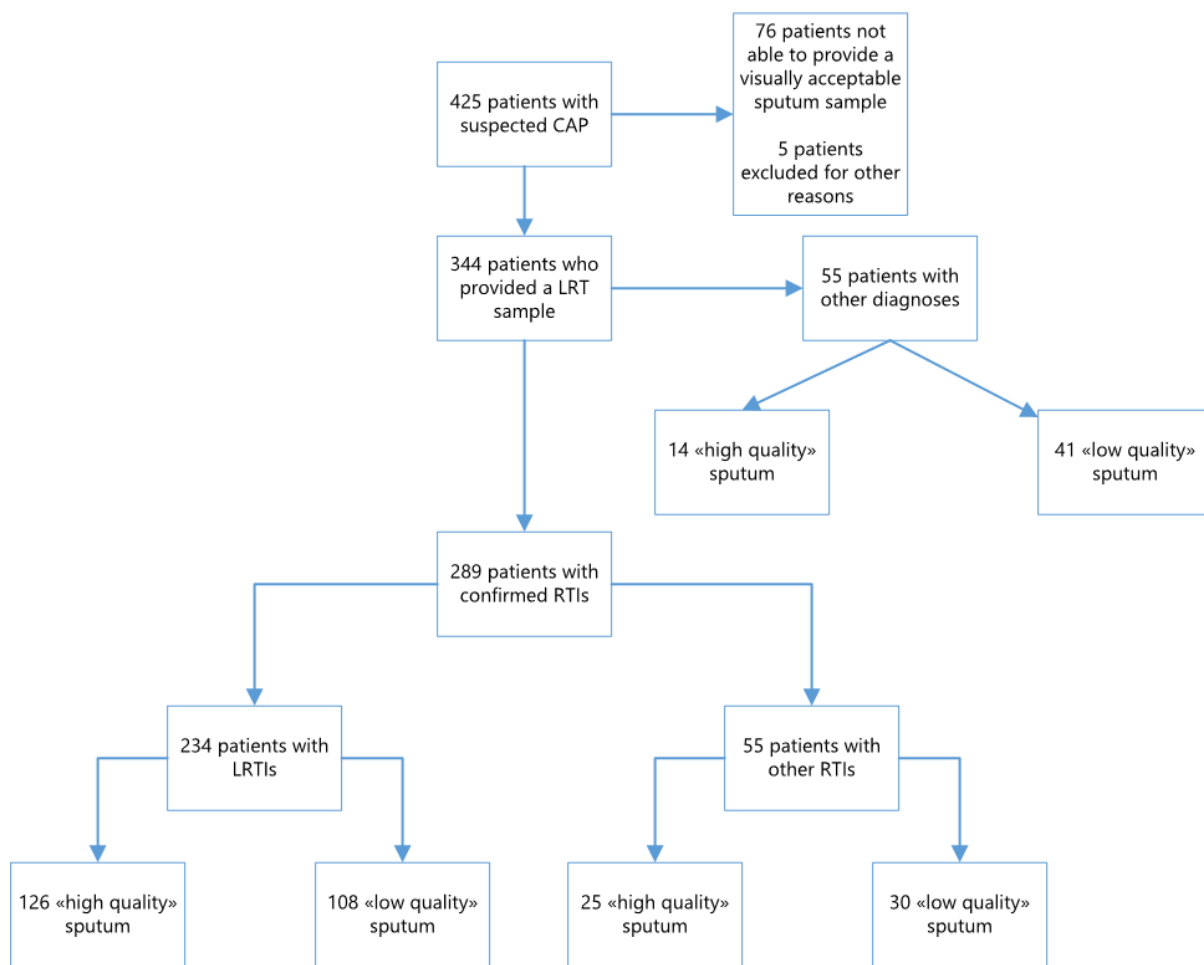 76 patients not
able to provide a
visually acceptable
sputum sample
5 patients
excluded for other
reasons
425 patients with
suspected CAP
344 patients who
provided a LRT
sample
55 patients with
other diagnoses
14 «high quality»
sputum
41 «low quality»
sputum
289 patients with
confirmed RTIs
234 patients with
LRTIs
55 patients with
other RTIs
126 «high quality»
sputum
108 «low quality»
sputum
25 «high quality»
sputum
30 «low quality»
sputum